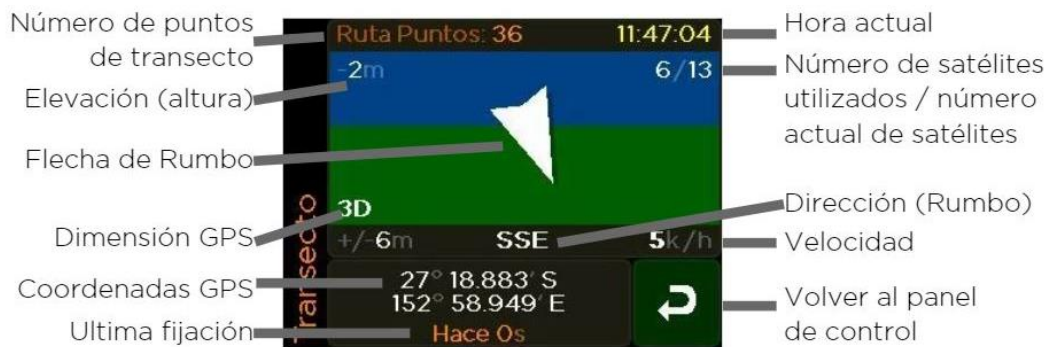 Número de puntos
de transecto
Elevación (altura)
Flecha de Rumbo
Dimensión GPS
Coordenadas GPS
Ultima fijación
Transecto
Ruta Puntos: 36
11:47:04
-2m
6/13
3D
+/-6m
SSE
5k/h
27° 18.883' S
152° 58.949' E
Hace 0s
Hora actual
Número de satélites
utilizados / número
actual de satélites
Dirección (Rumbo)
Velocidad
Volver al panel
de control